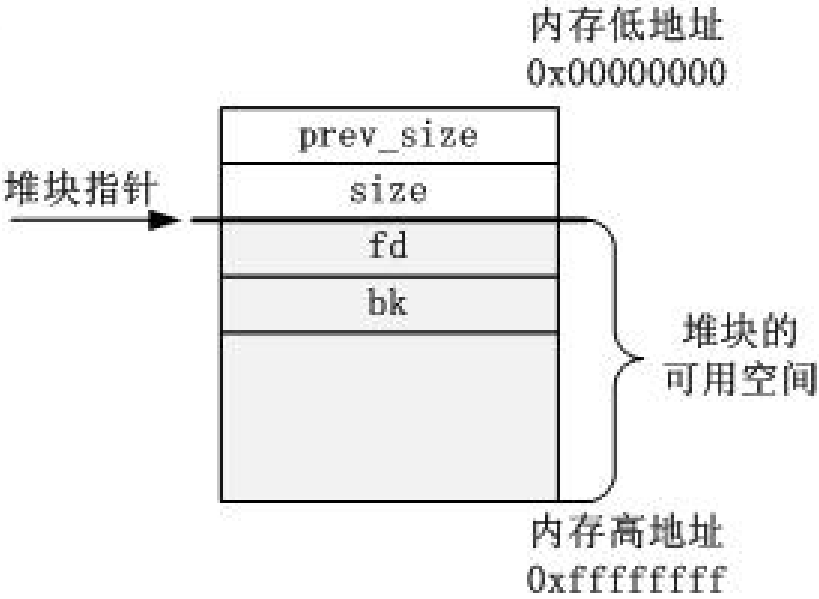 内存低地址
0x00000000
prev_size
堆块指针
size
fd
bk
堆块的
可用空间
内存高地址
0xffffffff